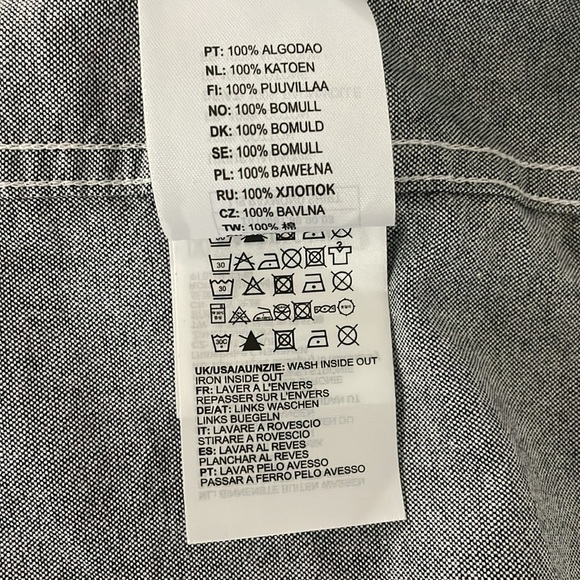 PT: 100% ALGODAO
NL: 100% KATOEN
FI: 100% PUUVILLAA
NO: 100% BOMULL
DK: 100% BOMULD
SE: 100% BOMULL
PL: 100% BAWEŁNA
RU: 100% ХЛОПОК
CZ: 100% BAVLNA
TW: 100% 棉
30
30
UK/USA/AU/NZ/IE: WASH INSIDE OUT
IRON INSIDE OUT
FR: LAVER A L'ENVERS
REPASSER SUR L'ENVERS
DE/AT: LINKS WASCHEN
LINKS BUEGELN
IT: LAVARE A ROVESCIO
STIRARE A ROVESCIO
ES: LAVAR AL REVES
PLANCHAR AL REVES
PT: LAVAR PELO AVESSO
PASSAR A FERRO PELO AVESSO